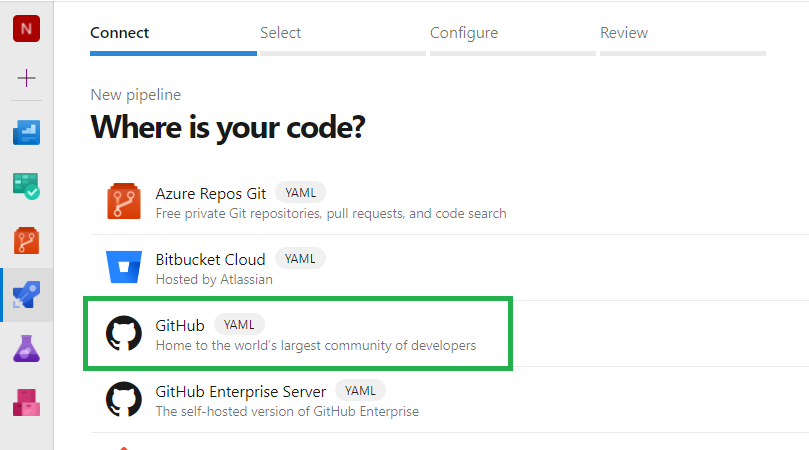 N
Connect Select Configure Review
New pipeline
Where is your code?
Azure Repos Git YAML
Free private Git repositories, pull requests, and code search
Bitbucket Cloud YAML
Hosted by Atlassian
GitHub YAML
Home to the world's largest community of developers
GitHub Enterprise Server YAML
The self-hosted version of GitHub Enterprise